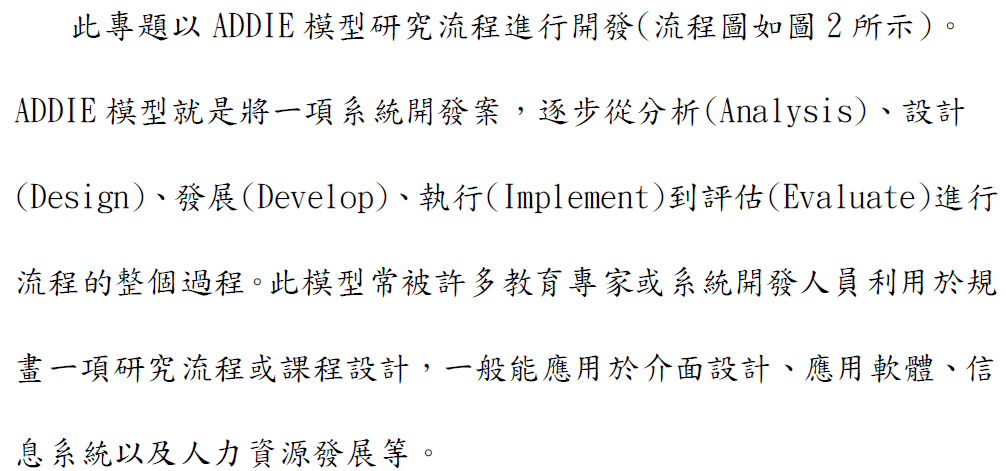 此專題以 ADDIE 模型研究流程進行開發(流程圖如圖 2 所示)。
ADDIE 模型就是將一項系統開發案，逐步從分析(Analysis)、設計
(Design)、發展(Develop)、執行(Implement)到評估(Evaluate)進行
流程的整個過程。此模型常被許多教育專家或系統開發人員利用於規
畫一項研究流程或課程設計，一般能應用於介面設計、應用軟體、信
息系統以及人力資源發展等。